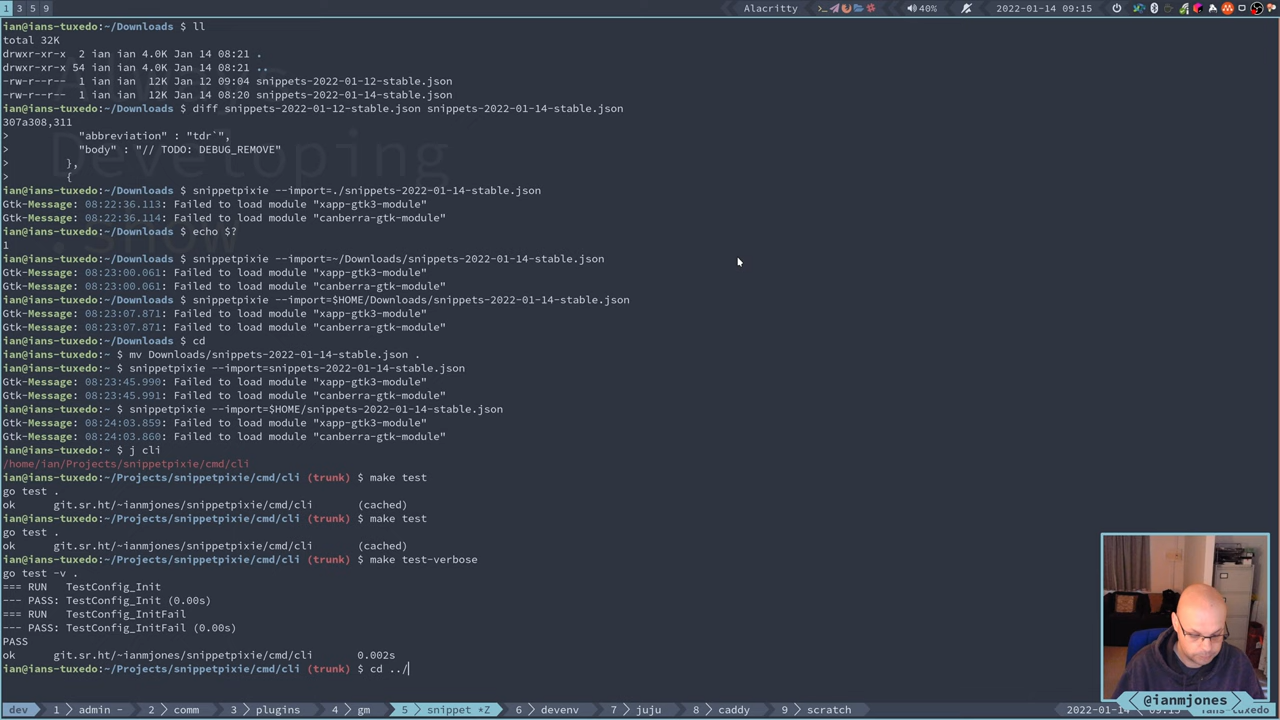 1 3 5 9 Alacritty 40% 2022-01-14 09:15
ian@ians-tuxedo:~/Downloads $ ll
total 32K
drwxr-xr-x 2 ian ian 4.0K Jan 14 08:21 .
drwxr-xr-x 54 ian ian 4.0K Jan 14 08:21 ..
-rw-r--r-- 1 ian ian 12K Jan 12 09:04 snippets-2022-01-12-stable.json
-rw-r--r-- 1 ian ian 12K Jan 14 08:20 snippets-2022-01-14-stable.json
ian@ians-tuxedo:~/Downloads $ diff snippets-2022-01-12-stable.json snippets-2022-01-14-stable.json
307a308,311
> "abbreviation" : "tdr`",
> "body" : "// TODO: DEBUG_REMOVE"
> },
> {
Developing
ian@ians-tuxedo:~/Downloads $ snippetpixie --import=./snippets-2022-01-14-stable.json
Gtk-Message: 08:22:36.113: Failed to load module "xapp-gtk3-module"
Gtk-Message: 08:22:36.114: Failed to load module "canberra-gtk-module"
ian@ians-tuxedo:~/Downloads $ echo $?
.show
1
ian@ians-tuxedo:~/Downloads $ snippetpixie --import=~/Downloads/snippets-2022-01-14-stable.json
Gtk-Message: 08:23:00.061: Failed to load module "xapp-gtk3-module"
Gtk-Message: 08:23:00.061: Failed to load module "canberra-gtk-module"
ian@ians-tuxedo:~/Downloads $ snippetpixie --import=$HOME/Downloads/snippets-2022-01-14-stable.json
Gtk-Message: 08:23:07.871: Failed to load module "xapp-gtk3-module"
Gtk-Message: 08:23:07.871: Failed to load module "canberra-gtk-module"
ian@ians-tuxedo:~/Downloads $ cd
ian@ians-tuxedo:~ $ mv Downloads/snippets-2022-01-14-stable.json .
ian@ians-tuxedo:~ $ snippetpixie --import=snippets-2022-01-14-stable.json
Gtk-Message: 08:23:45.990: Failed to load module "xapp-gtk3-module"
Gtk-Message: 08:23:45.991: Failed to load module "canberra-gtk-module"
ian@ians-tuxedo:~ $ snippetpixie --import=$HOME/snippets-2022-01-14-stable.json
Gtk-Message: 08:24:03.859: Failed to load module "xapp-gtk3-module"
Gtk-Message: 08:24:03.860: Failed to load module "canberra-gtk-module"
ian@ians-tuxedo:~ $ j cli
/home/ian/Projects/snippetpixie/cmd/cli
ian@ians-tuxedo:~/Projects/snippetpixie/cmd/cli (trunk) $ make test
go test .
ok git.sr.ht/~ianmjones/snippetpixie/cmd/cli (cached)
ian@ians-tuxedo:~/Projects/snippetpixie/cmd/cli (trunk) $ make test
go test .
ok git.sr.ht/~ianmjones/snippetpixie/cmd/cli (cached)
ian@ians-tuxedo:~/Projects/snippetpixie/cmd/cli (trunk) $ make test-verbose
go test -v .
=== RUN TestConfig_Init
--- PASS: TestConfig_Init (0.00s)
=== RUN TestConfig_InitFail
--- PASS: TestConfig_InitFail (0.00s)
PASS
ok git.sr.ht/~ianmjones/snippetpixie/cmd/cli 0.002s
ian@ians-tuxedo:~/Projects/snippetpixie/cmd/cli (trunk) $ cd ../
@ianmjones
dev 1 admin - 2 comm 3 plugins 4 gm 5 snippet *Z 6 devenv 7 juju 8 caddy 9 scratch 2022-01-14